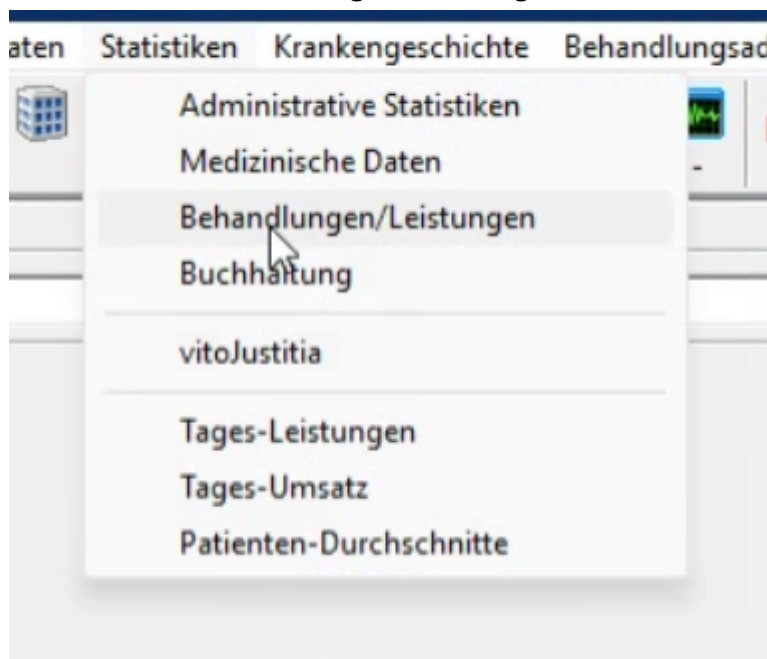 aten Statistiken Krankengeschichte Behandlungsad
Administrative Statistiken
Medizinische Daten
-
Behandlungen/Leistungen
Buchhaltung
vitoJustitia
Tages-Leistungen
Tages-Umsatz
Patienten-Durchschnitte